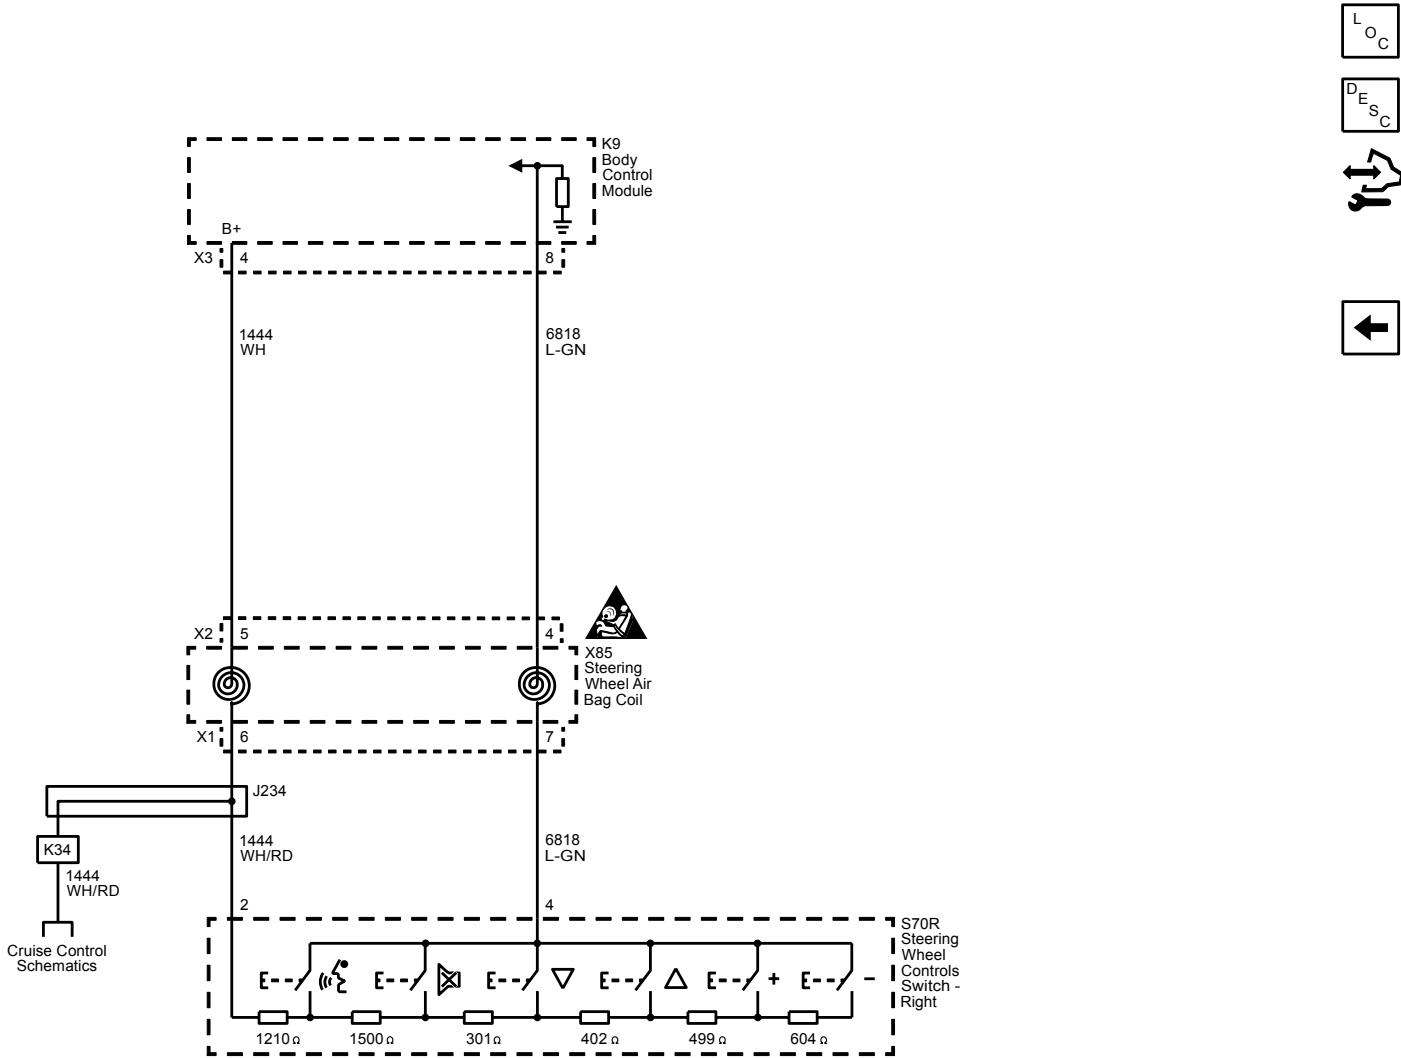 L
O
C
D
E
S
C
K9
Body
Control
Module
B+
X3 4 8
1444
WH
6818
L-GN
X2 5 4
X85
Steering
Wheel Air
Bag Coil
X1 6 7
J234
K34
1444
WH/RD
1444
WH/RD
6818
L-GN
Cruise Control
Schematics
2 4
S70R
Steering
Wheel
Controls
Switch -
Right
+ −
1210 Ω 1500 Ω 301 Ω 402 Ω 499 Ω 604 Ω